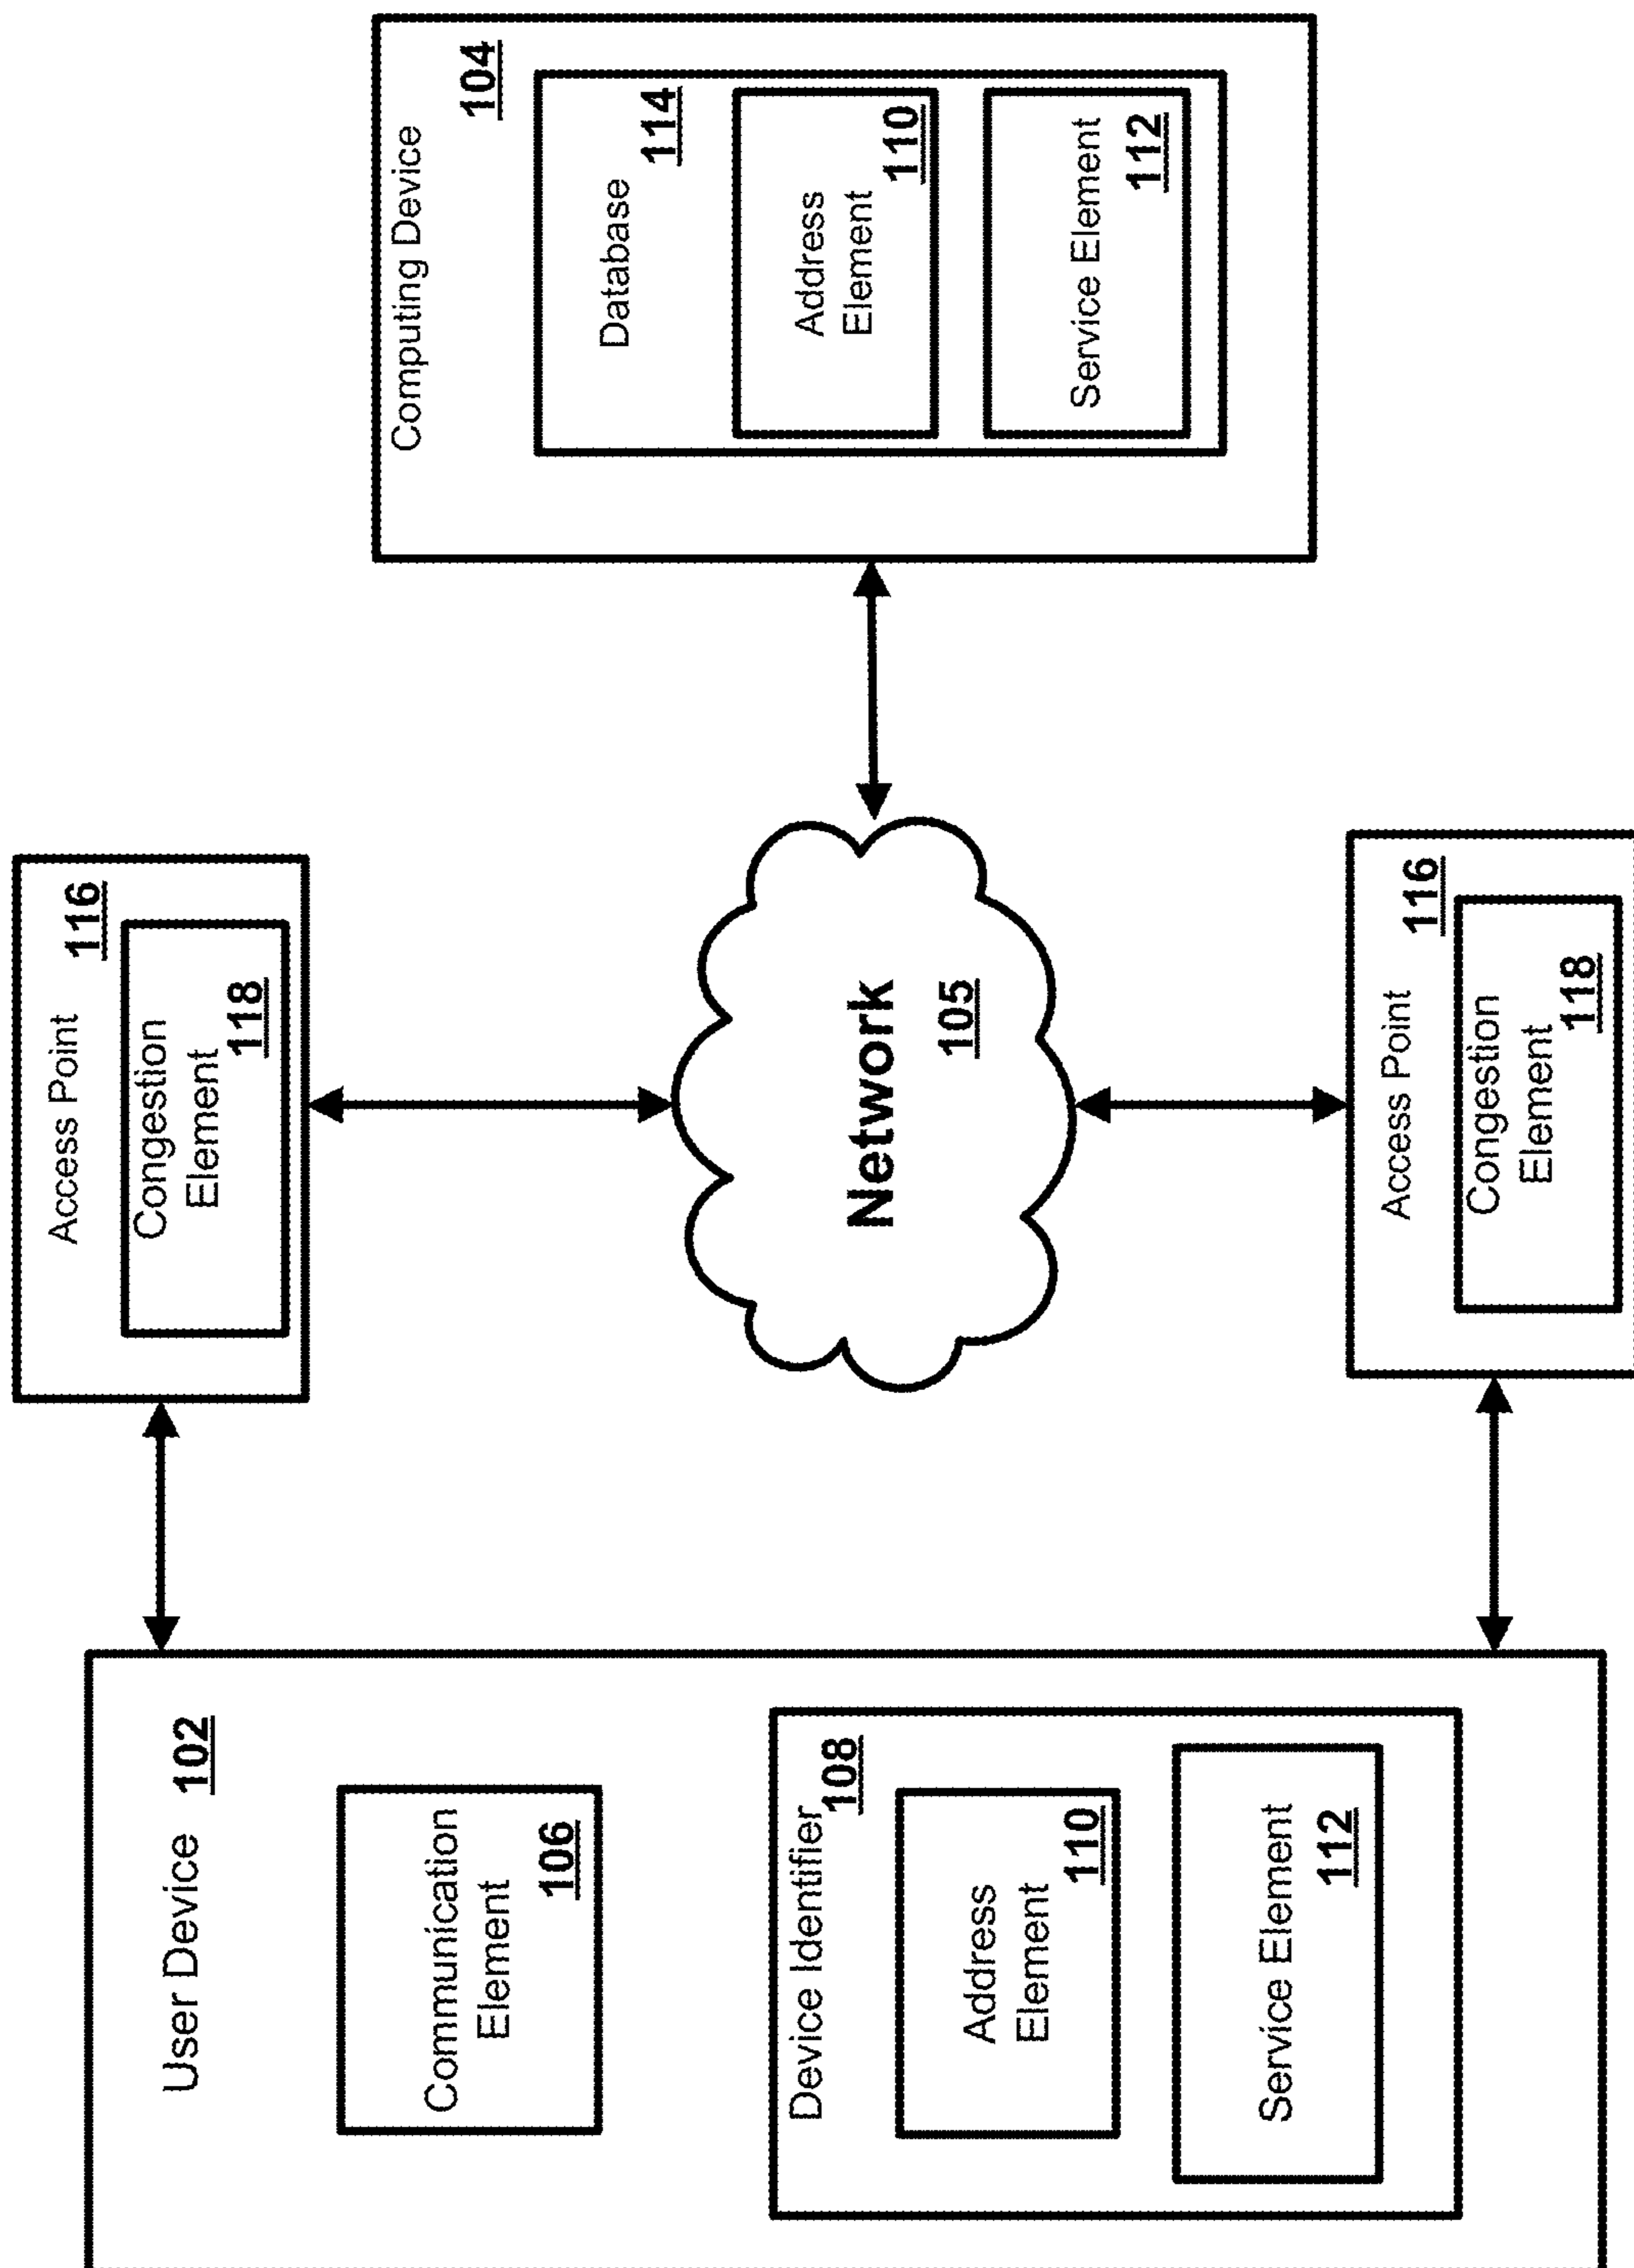 User Device 102
Communication
Element
106
Device Identifier
108
Address
Element
110
Service Element
112
Access Point
116
Congestion
Element
118
Network
105
Access Point
116
Congestion
Element
118
Computing Device
104
Database
114
Address
Element
110
Service Element
112